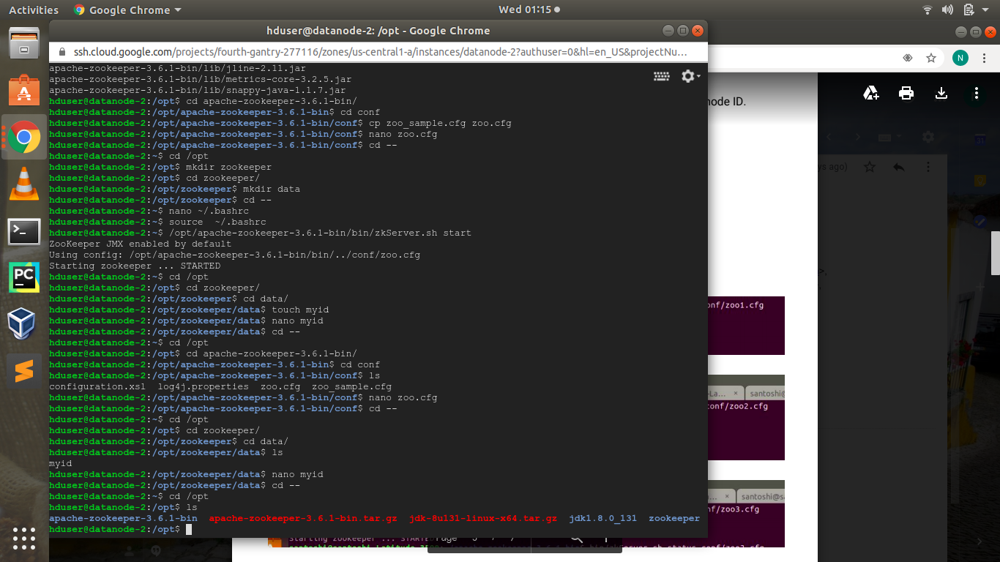 Activities Google Chrome Wed 01:15
hduser@datanode-2: /opt - Google Chrome
ssh.cloud.google.com/projects/fourth-gantry-277116/zones/us-central1-a/instances/datanode-2?authuser=0&hl=en_US&projectNu...
apache-zookeeper-3.6.1-bin/lib/jline-2.11.jar
apache-zookeeper-3.6.1-bin/lib/metrics-core-3.2.5.jar
apache-zookeeper-3.6.1-bin/lib/snappy-java-1.1.7.jar
hduser@datanode-2:/opt$ cd apache-zookeeper-3.6.1-bin/
hduser@datanode-2:/opt/apache-zookeeper-3.6.1-bin$ cd conf
hduser@datanode-2:/opt/apache-zookeeper-3.6.1-bin/conf$ cp zoo_sample.cfg zoo.cfg
hduser@datanode-2:/opt/apache-zookeeper-3.6.1-bin/conf$ nano zoo.cfg
hduser@datanode-2:/opt/apache-zookeeper-3.6.1-bin/conf$ cd --
hduser@datanode-2:~$ cd /opt
hduser@datanode-2:/opt$ mkdir zookeeper
hduser@datanode-2:/opt$ cd zookeeper/
hduser@datanode-2:/opt/zookeeper$ mkdir data
hduser@datanode-2:/opt/zookeeper$ cd --
hduser@datanode-2:~$ nano ~/.bashrc
hduser@datanode-2:~$ source  ~/.bashrc
hduser@datanode-2:~$ /opt/apache-zookeeper-3.6.1-bin/bin/zkServer.sh start
ZooKeeper JMX enabled by default
Using config: /opt/apache-zookeeper-3.6.1-bin/bin/../conf/zoo.cfg
Starting zookeeper ... STARTED
hduser@datanode-2:~$ cd /opt
hduser@datanode-2:/opt$ cd zookeeper/
hduser@datanode-2:/opt/zookeeper$ cd data/
hduser@datanode-2:/opt/zookeeper/data$ touch myid
hduser@datanode-2:/opt/zookeeper/data$ nano myid
hduser@datanode-2:/opt/zookeeper/data$ cd --
hduser@datanode-2:~$ cd /opt
hduser@datanode-2:/opt$ cd apache-zookeeper-3.6.1-bin/
hduser@datanode-2:/opt/apache-zookeeper-3.6.1-bin$ cd conf
hduser@datanode-2:/opt/apache-zookeeper-3.6.1-bin/conf$ ls
configuration.xsl  log4j.properties  zoo.cfg  zoo_sample.cfg
hduser@datanode-2:/opt/apache-zookeeper-3.6.1-bin/conf$ nano zoo.cfg
hduser@datanode-2:/opt/apache-zookeeper-3.6.1-bin/conf$ cd --
hduser@datanode-2:~$ cd /opt
hduser@datanode-2:/opt$ cd zookeeper/
hduser@datanode-2:/opt/zookeeper$ cd data/
hduser@datanode-2:/opt/zookeeper/data$ ls
myid
hduser@datanode-2:/opt/zookeeper/data$ nano myid
hduser@datanode-2:/opt/zookeeper/data$ cd --
hduser@datanode-2:~$ cd /opt
hduser@datanode-2:/opt$ ls
apache-zookeeper-3.6.1-bin  apache-zookeeper-3.6.1-bin.tar.gz  jdk-8u131-linux-x64.tar.gz  jdk1.8.0_131  zookeeper
hduser@datanode-2:/opt$
N
node ID.
ys ago)
onf/zoo1.cfg
-La... × santoshi@
conf/zoo2.cfg
... × santoshi@sa
nf/zoo3.cfg
Starting zookeeper ... STARTED
Page
PC